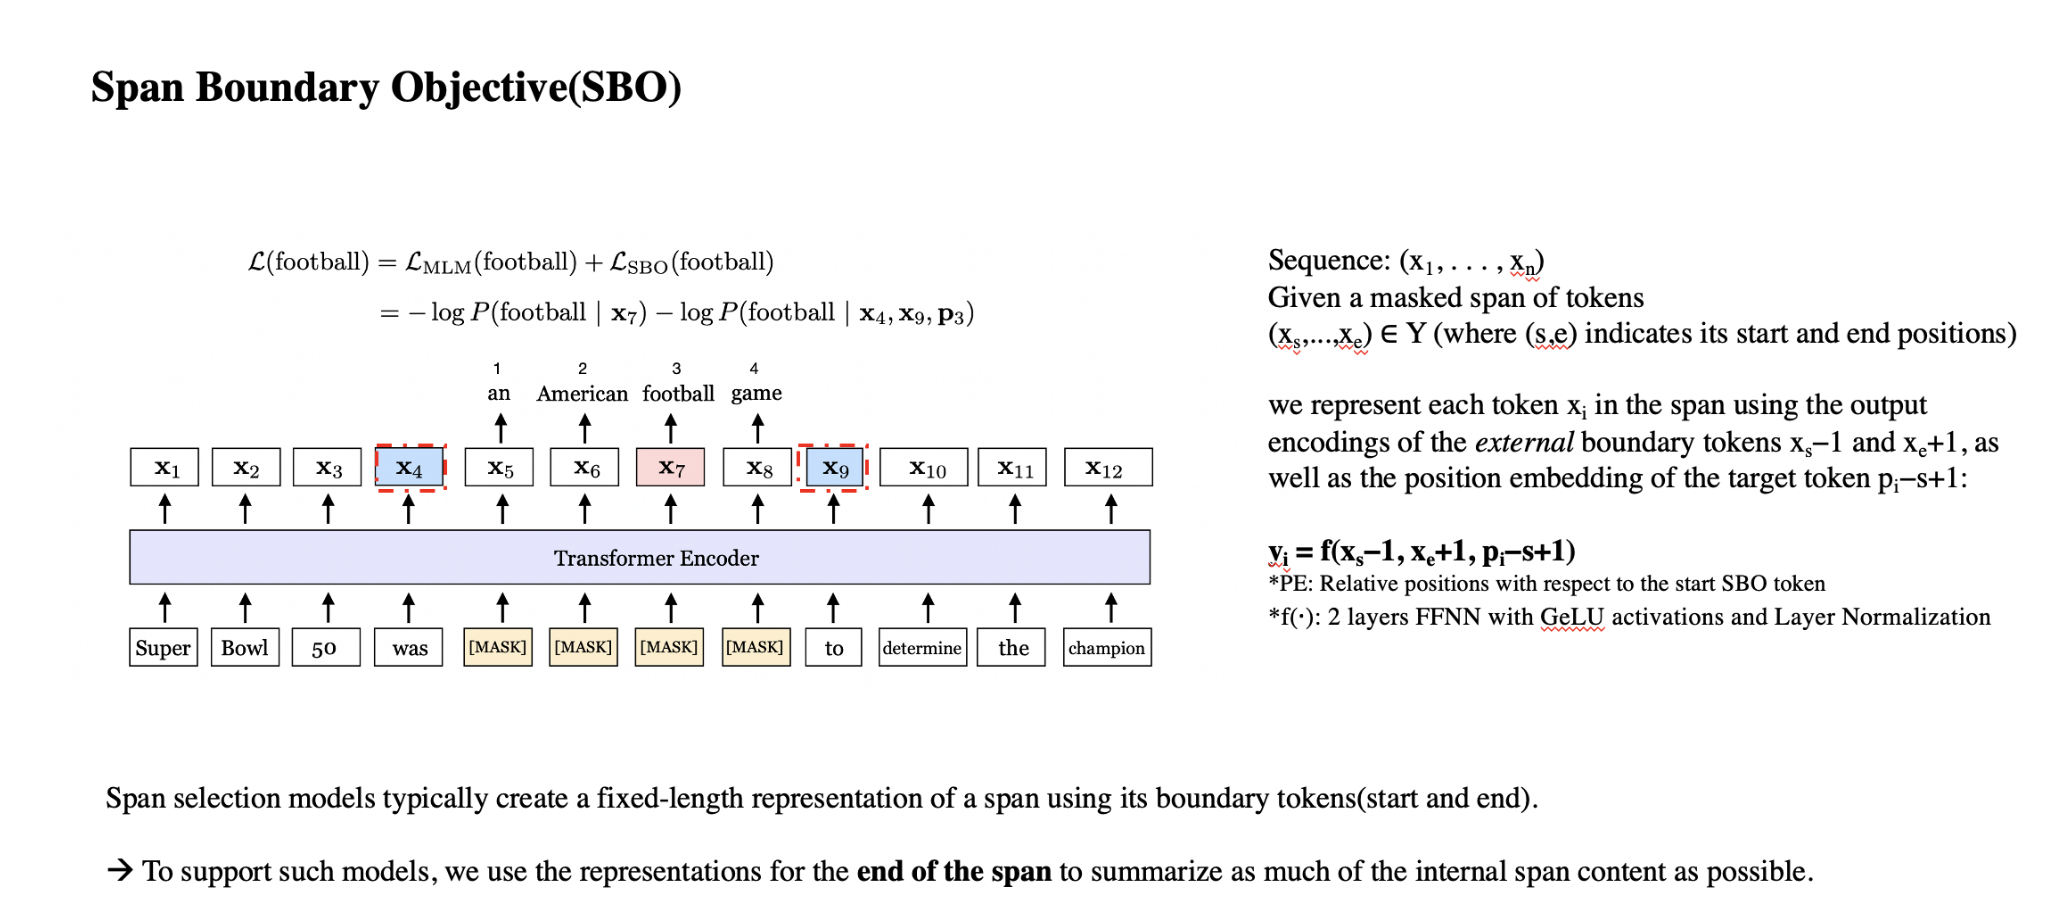 Span Boundary Objective(SBO)
ℒ(football) = ℒ_MLM(football) + ℒ_SBO(football)
= − log P(football | x₇) − log P(football | x₄, x₉, p₃)
1 2 3 4
an American football game
x₁ x₂ x₃ x₄ x₅ x₆ x₇ x₈ x₉ x₁₀ x₁₁ x₁₂
Transformer Encoder
Super Bowl 50 was [MASK] [MASK] [MASK] [MASK] to determine the champion
Sequence: (x₁, . . . , xₙ)
Given a masked span of tokens
(xₛ,...,xₑ) ∈ Y (where (s,e) indicates its start and end positions)
we represent each token xᵢ in the span using the output
encodings of the external boundary tokens xₛ−1 and xₑ+1, as
well as the position embedding of the target token pᵢ−s+1:
yᵢ = f(xₛ−1, xₑ+1, pᵢ−s+1)
*PE: Relative positions with respect to the start SBO token
*f(·): 2 layers FFNN with GeLU activations and Layer Normalization
Span selection models typically create a fixed-length representation of a span using its boundary tokens(start and end).
→ To support such models, we use the representations for the end of the span to summarize as much of the internal span content as possible.